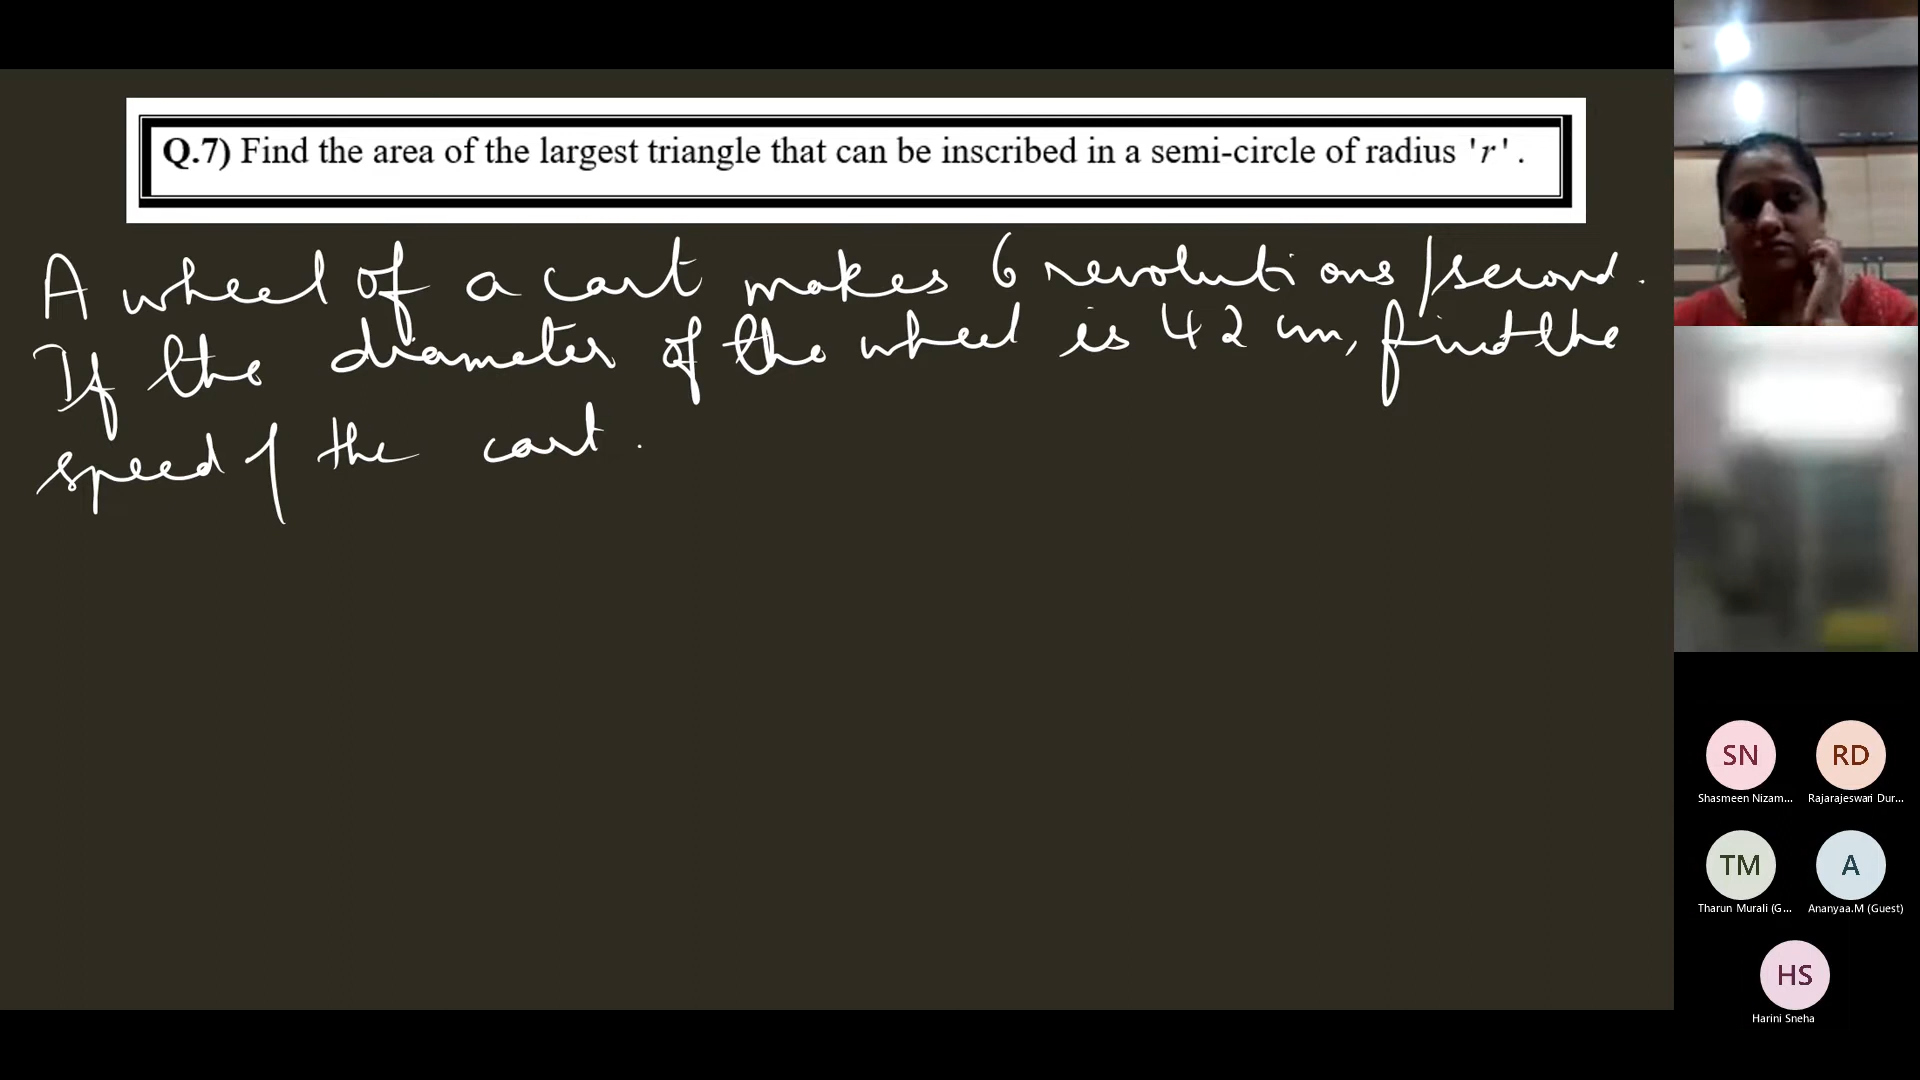 Q.7) Find the area of the largest triangle that can be inscribed in a semi-circle of radius 'r'.
A wheel of a cart makes 6 revolutions/second.
If the diameter of the wheel is 42 cm, find the
speed of the cart.
SN
RD
Shasmeen Nizam...
Rajarajeswari Dur...
TM
A
Tharun Murali (G...
Ananyaa.M (Guest)
HS
Harini Sneha